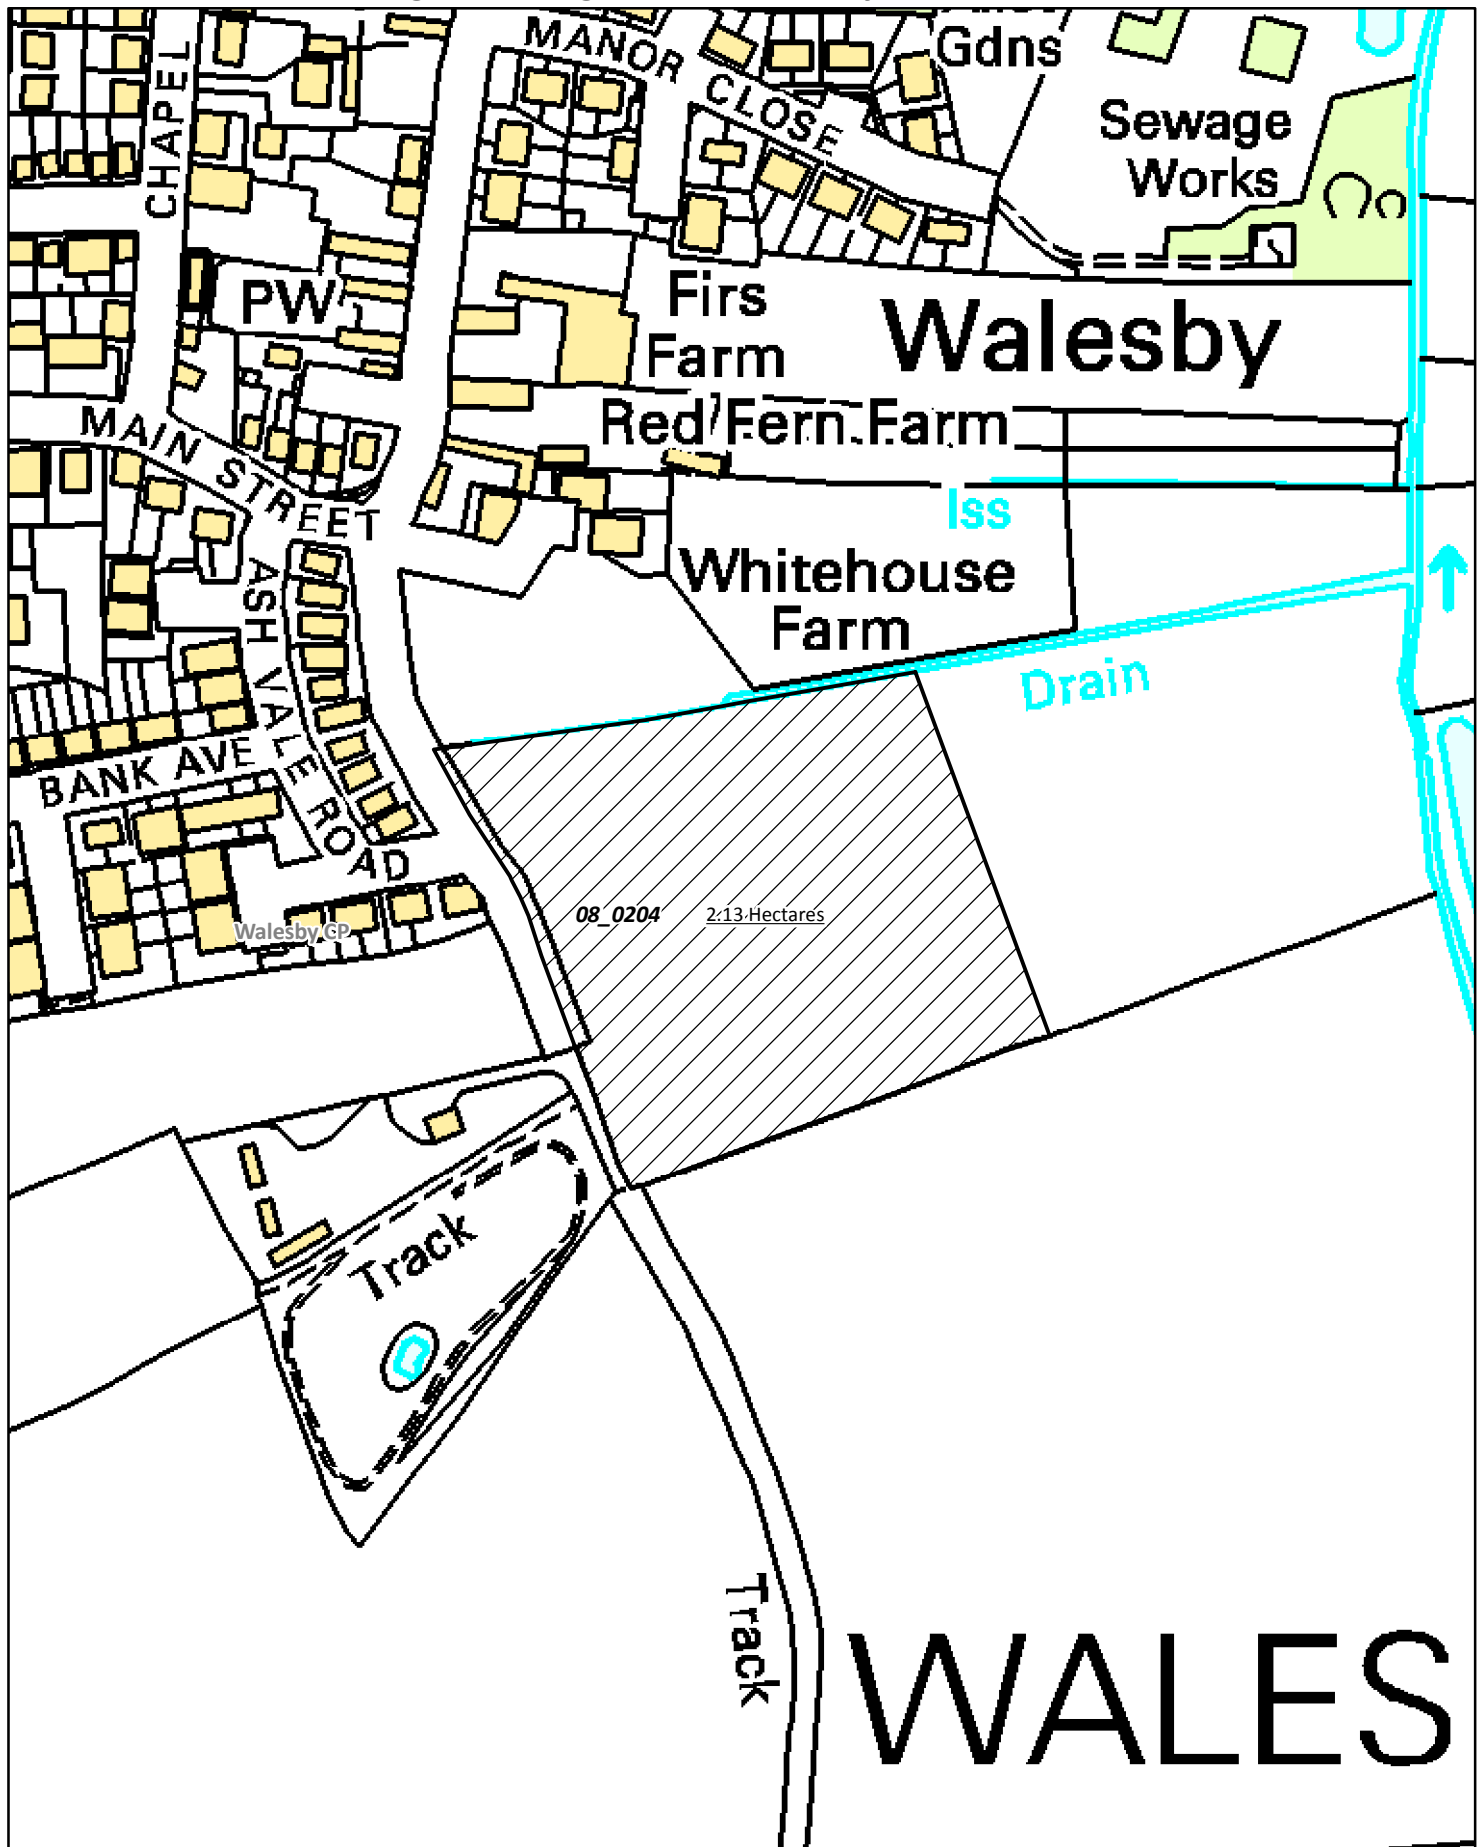 MANOR CLOSE
Gdns
CHAPEL
Sewage
Works
PW
Firs
Farm
Walesby
MAIN STREET
Red Fern Farm
Iss
Whitehouse
Farm
ASH VALE ROAD
Drain
BANK AVE
08_0204 2.13 Hectares
Walesby CP
Track
Track
WALES